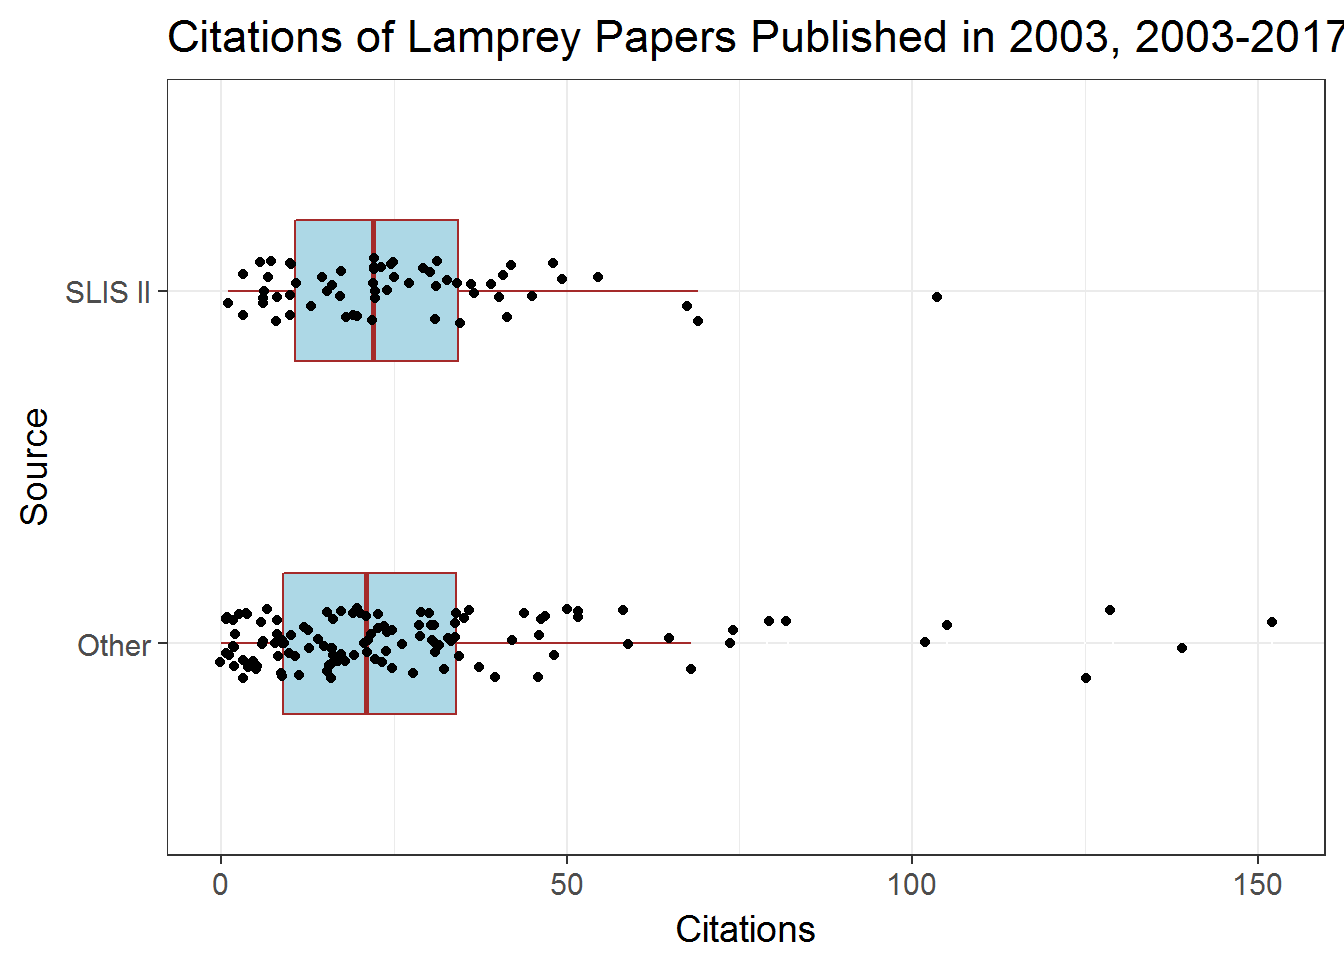 Citations of Lamprey Papers Published in 2003, 2003-2017
SLIS II
Source
Other
0 50 100 150
Citations